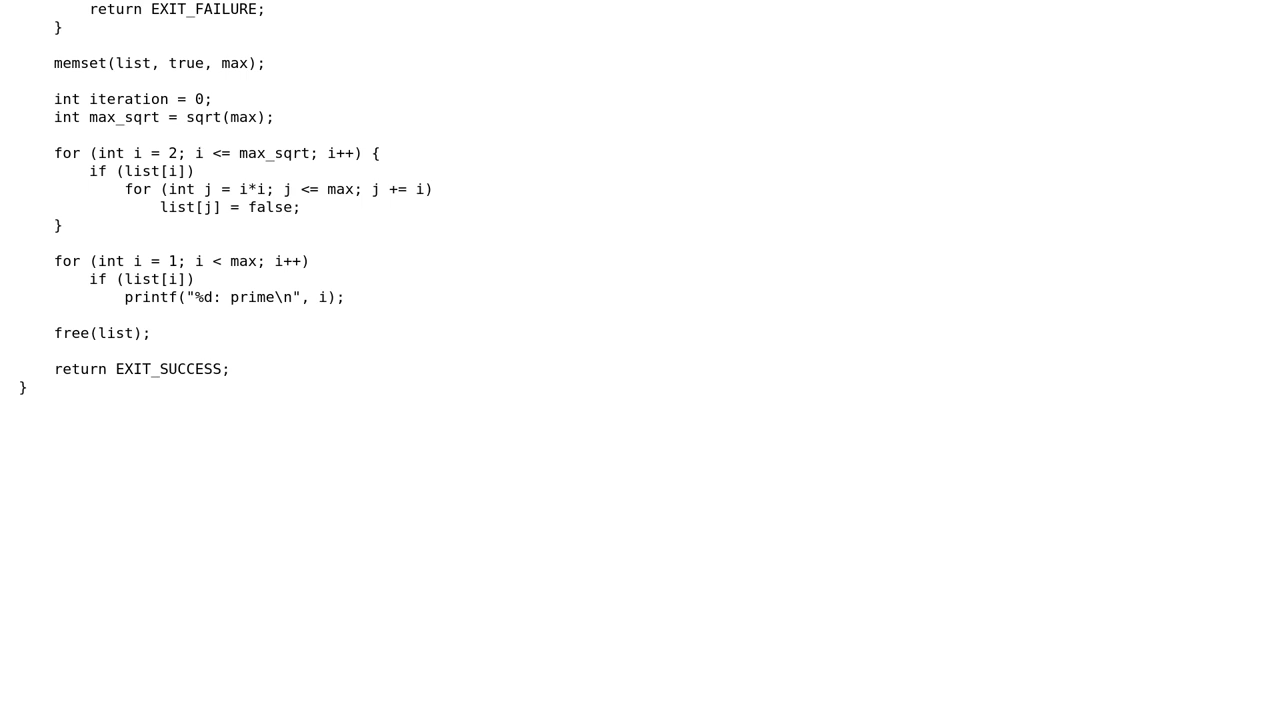 return EXIT_FAILURE;
    }

    memset(list, true, max);

    int iteration = 0;
    int max_sqrt = sqrt(max);

    for (int i = 2; i <= max_sqrt; i++) {
        if (list[i])
            for (int j = i*i; j <= max; j += i)
                list[j] = false;
    }

    for (int i = 1; i < max; i++)
        if (list[i])
            printf("%d: prime\n", i);

    free(list);

    return EXIT_SUCCESS;
}